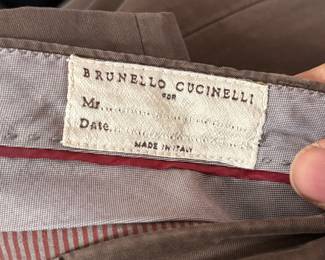 BRUNELLO CUCINELLI
FOR
Mr.......................
Date.....................
MADE IN ITALY